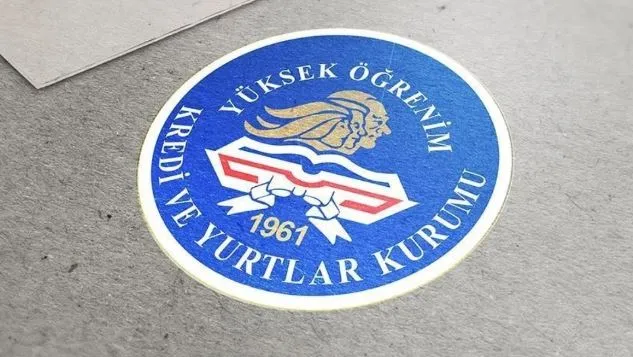 YÜKSEK ÖĞRENİM
KREDİ VE YURTLAR KURUMU
1961